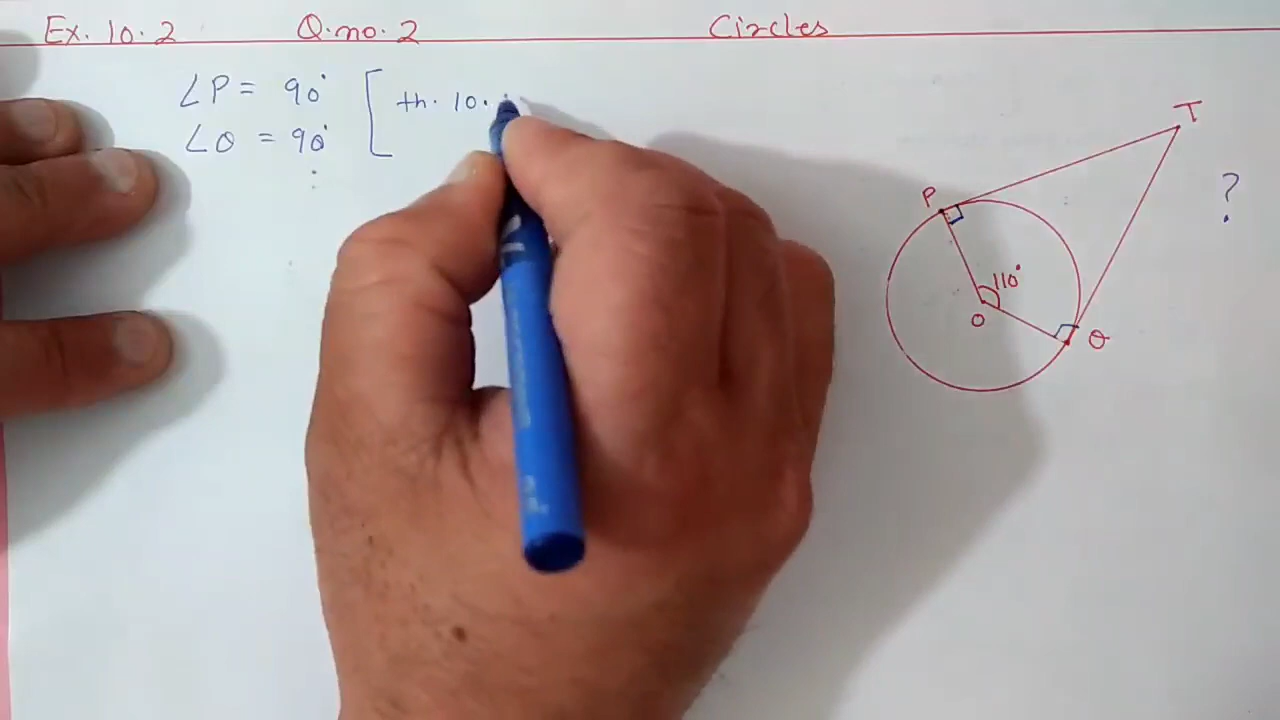 Ex. 10.2 Q.no. 2 Circles
∠P = 90°
∠Q = 90°
[ th. 10.
T
P
?
110°
O
Q